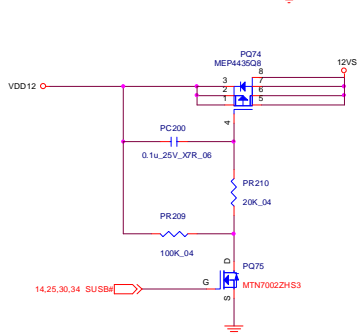 PQ74
MEP4435Q8
12VS
8
3 7
VDD12
2 6
1 5
4
PC200
0.1u_25V_X7R_06
PR210
20K_04
PR209
100K_04
D
PQ75
G
14,25,30,34 SUSB#
MTN7002ZHS3
S